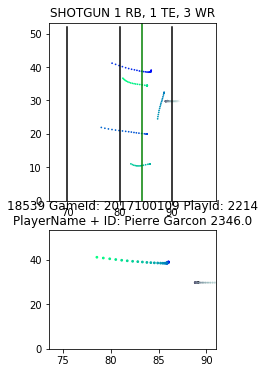 SHOTGUN 1 RB, 1 TE, 3 WR
50
40
30
20
10
0
70 80 90
18539 GameId: 2017100109 PlayId: 2214
PlayerName + ID: Pierre Garcon 2346.0
40
20
0
75 80 85 90